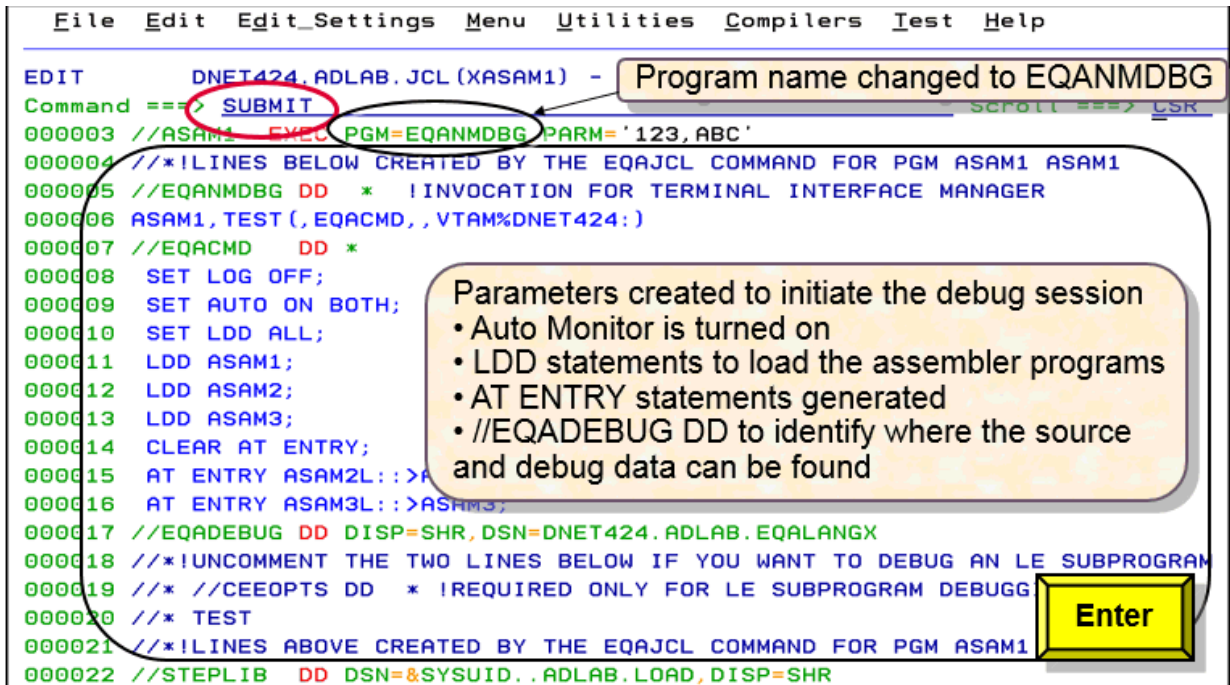 File Edit Edit_Settings Menu Utilities Compilers Test Help
EDIT DNET424.ADLAB.JCL(XASAM1) -
Program name changed to EQANMDBG
Command ===> SUBMIT Scroll ===> CSR
000003 //ASAM1 EXEC PGM=EQANMDBG PARM='123,ABC'
000004 //*!LINES BELOW CREATED BY THE EQAJCL COMMAND FOR PGM ASAM1 ASAM1
000005 //EQANMDBG DD * !INVOCATION FOR TERMINAL INTERFACE MANAGER
000006 ASAM1,TEST(,EQACMD,,VTAM%DNET424:)
000007 //EQACMD DD *
000008 SET LOG OFF;
000009 SET AUTO ON BOTH;
000010 SET LDD ALL;
000011 LDD ASAM1;
000012 LDD ASAM2;
000013 LDD ASAM3;
000014 CLEAR AT ENTRY;
000015 AT ENTRY ASAM2L::>
000016 AT ENTRY ASAM3L::>ASAM3;
Parameters created to initiate the debug session
• Auto Monitor is turned on
• LDD statements to load the assembler programs
• AT ENTRY statements generated
• //EQADEBUG DD to identify where the source
and debug data can be found
000017 //EQADEBUG DD DISP=SHR,DSN=DNET424.ADLAB.EQALANGX
000018 //*!UNCOMMENT THE TWO LINES BELOW IF YOU WANT TO DEBUG AN LE SUBPROGRAM
000019 //* //CEEOPTS DD * !REQUIRED ONLY FOR LE SUBPROGRAM
000020 //* TEST
000021 //*!LINES ABOVE CREATED BY THE EQAJCL COMMAND FOR PGM ASAM1
000022 //STEPLIB DD DSN=&SYSUID..ADLAB.LOAD,DISP=SHR
Enter